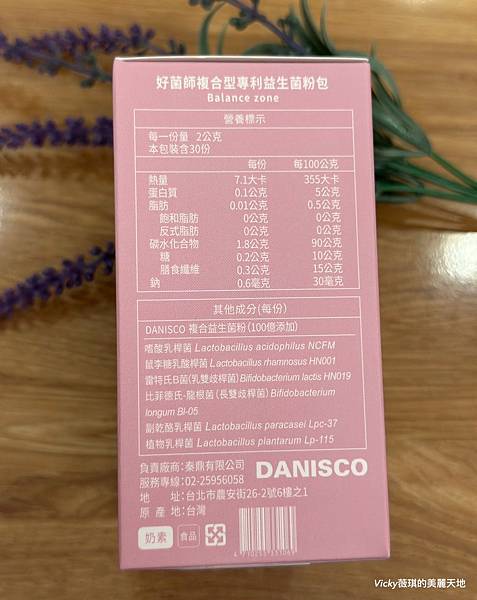 好菌師複合型專利益生菌粉包
Balance zone
營養標示
每一份量 2公克
本包裝含30份
每份 每100公克
熱量 7.1大卡 355大卡
蛋白質 0.1公克 5公克
脂肪 0.01公克 0.5公克
飽和脂肪 0公克 0公克
反式脂肪 0公克 0公克
碳水化合物 1.8公克 90公克
糖 0.2公克 10公克
膳食纖維 0.3公克 15公克
鈉 0.6毫克 30毫克
其他成分(每份)
DANISCO 複合益生菌粉(100億添加)
嗜酸乳桿菌 Lactobacillus acidophilus NCFM
鼠李糖乳酸桿菌 Lactobacillus rhamnosus HN001
雷特氏B菌(乳雙歧桿菌) Bifidobacterium lactis HN019
比菲德氏-龍根菌(長雙歧桿菌) Bifidobacterium
longum Bl-05
副乾酪乳桿菌 Lactobacillus paracasei Lpc-37
植物乳桿菌 Lactobacillus plantarum Lp-115
負責廠商:秦鼎有限公司
DANISCO
服務專線:02-25956058
地 址:台北市農安街26-2號6樓之1
原 產 地:台灣
奶素
食品
Vicky薇琪的美麗天地